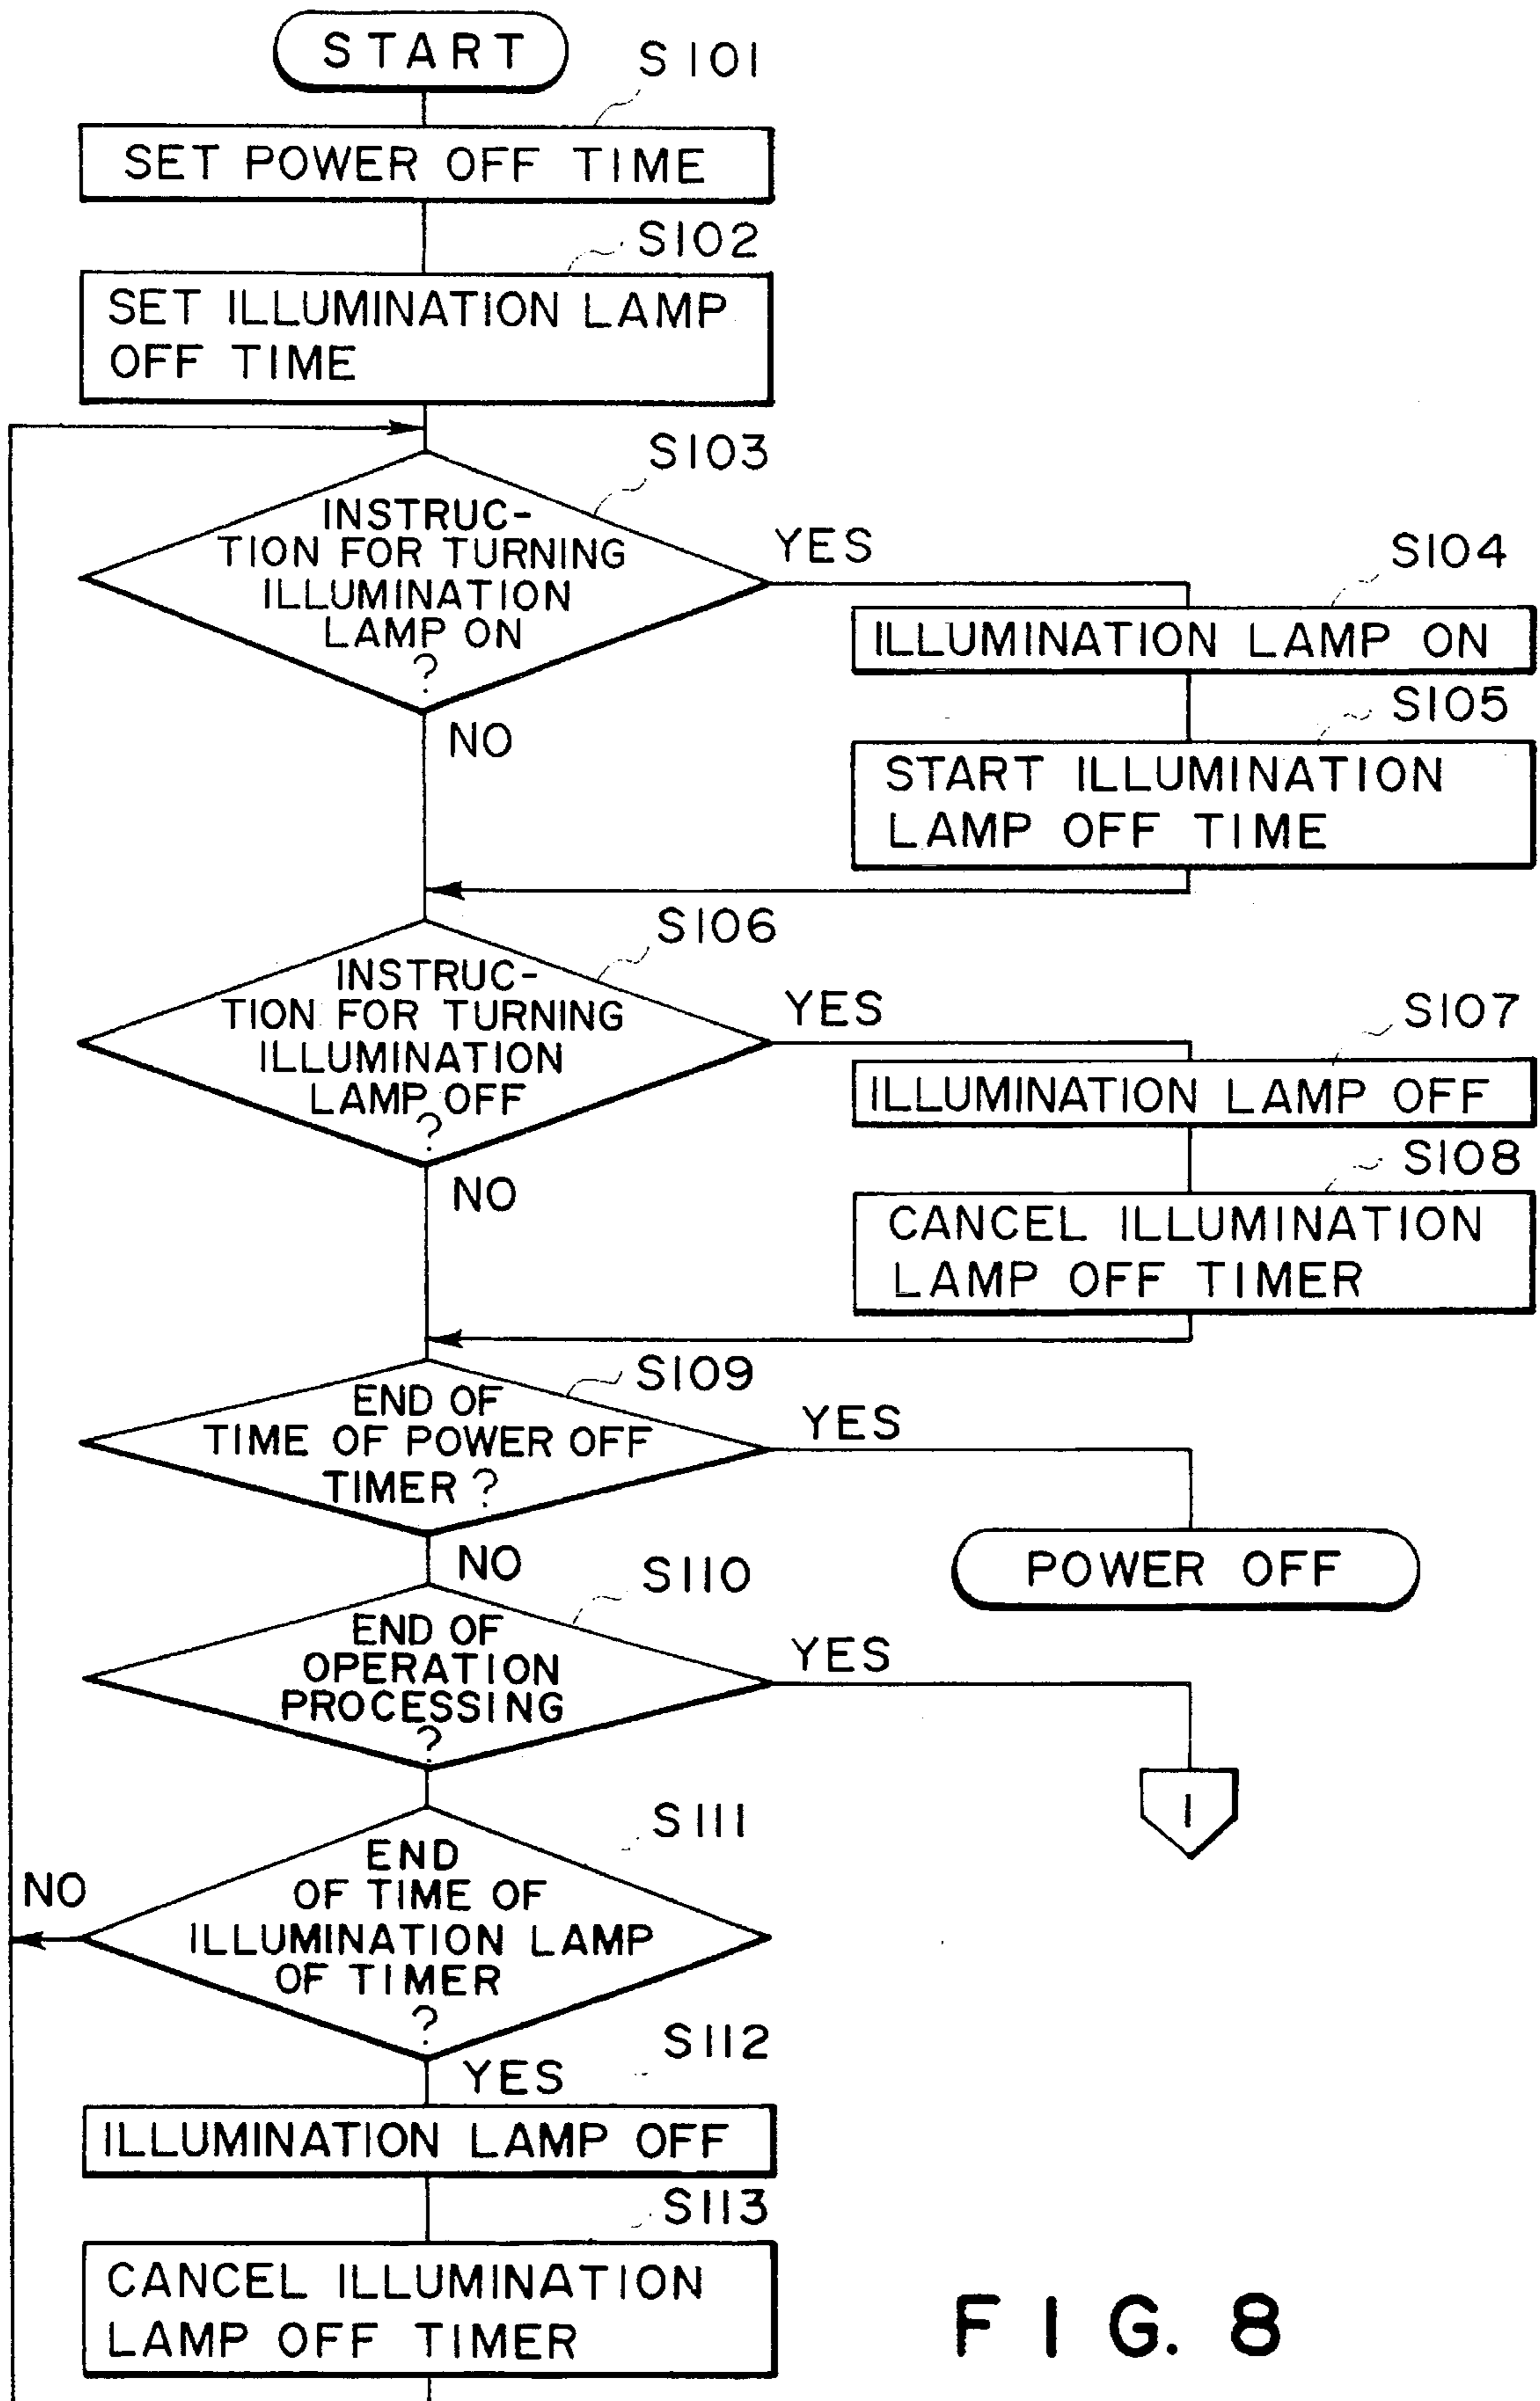 START
S101
SET POWER OFF TIME
S102
SET ILLUMINATION LAMP
OFF TIME
S103
INSTRUC-
TION FOR TURNING
ILLUMINATION
LAMP ON
?
YES
NO
S104
ILLUMINATION LAMP ON
S105
START ILLUMINATION
LAMP OFF TIME
S106
INSTRUC-
TION FOR TURNING
ILLUMINATION
LAMP OFF
?
YES
NO
S107
ILLUMINATION LAMP OFF
S108
CANCEL ILLUMINATION
LAMP OFF TIMER
S109
END OF
TIME OF POWER OFF
TIMER ?
YES
NO
POWER OFF
S110
END OF
OPERATION
PROCESSING
?
YES
1
S111
END
OF TIME OF
ILLUMINATION LAMP
OF TIMER
?
NO
YES
S112
ILLUMINATION LAMP OFF
S113
CANCEL ILLUMINATION
LAMP OFF TIMER
FIG. 8